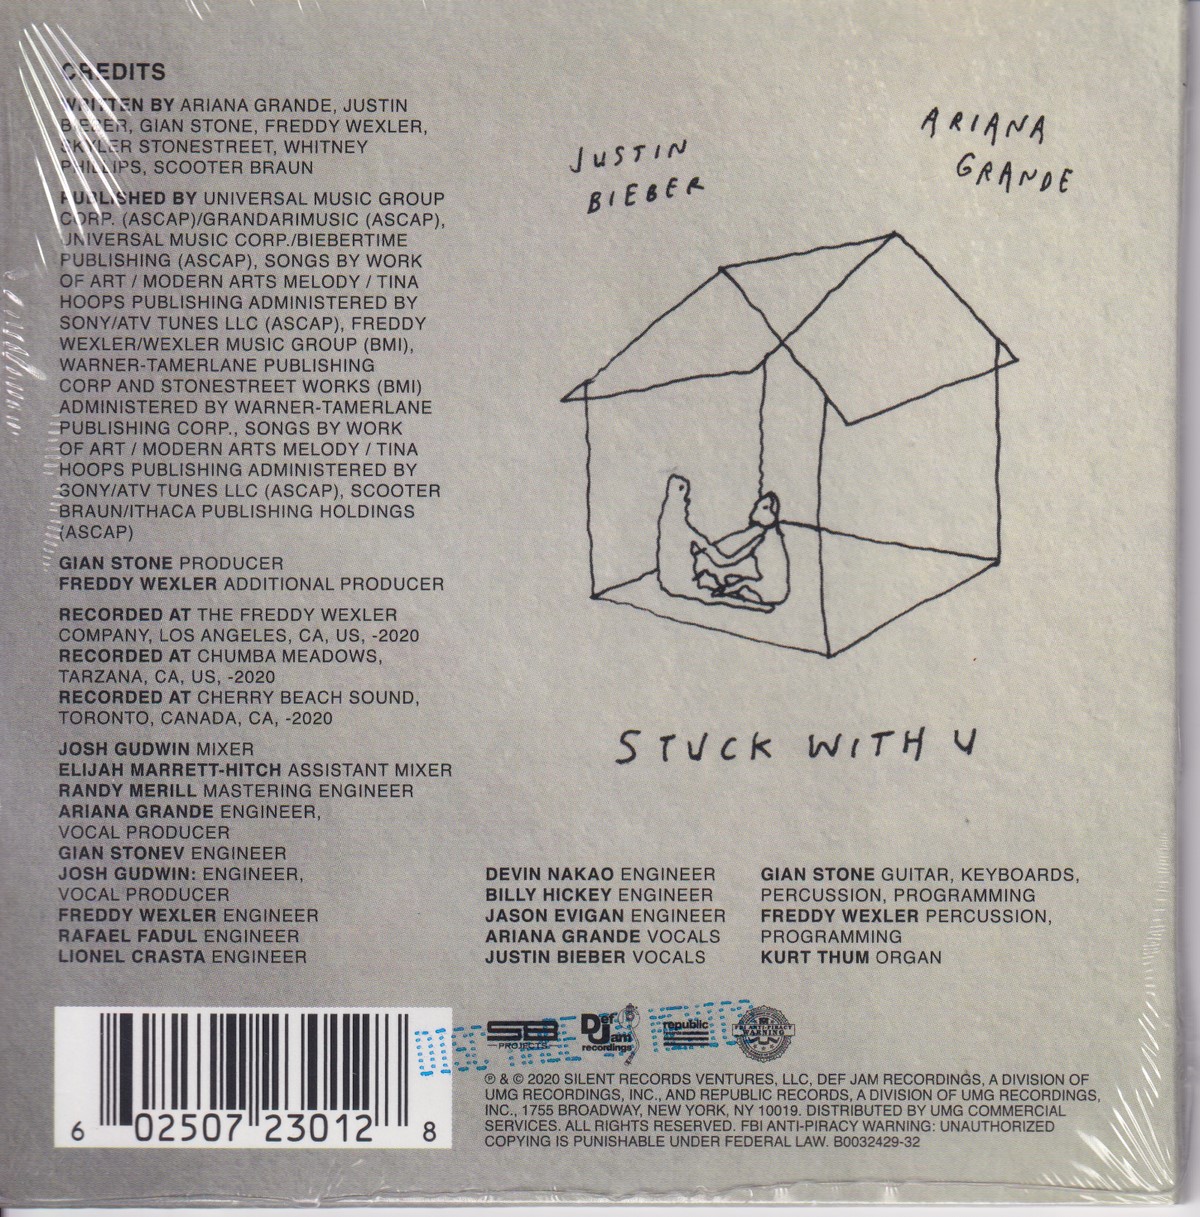 CREDITS
WRITTEN BY ARIANA GRANDE, JUSTIN
BIEBER, GIAN STONE, FREDDY WEXLER,
SKYLER STONESTREET, WHITNEY
PHILLIPS, SCOOTER BRAUN
PUBLISHED BY UNIVERSAL MUSIC GROUP
CORP. (ASCAP)/GRANDARIMUSIC (ASCAP),
UNIVERSAL MUSIC CORP./BIEBERTIME
PUBLISHING (ASCAP), SONGS BY WORK
OF ART / MODERN ARTS MELODY / TINA
HOOPS PUBLISHING ADMINISTERED BY
SONY/ATV TUNES LLC (ASCAP), FREDDY
WEXLER/WEXLER MUSIC GROUP (BMI),
WARNER-TAMERLANE PUBLISHING
CORP AND STONESTREET WORKS (BMI)
ADMINISTERED BY WARNER-TAMERLANE
PUBLISHING CORP., SONGS BY WORK
OF ART / MODERN ARTS MELODY / TINA
HOOPS PUBLISHING ADMINISTERED BY
SONY/ATV TUNES LLC (ASCAP), SCOOTER
BRAUN/ITHACA PUBLISHING HOLDINGS
(ASCAP)
GIAN STONE PRODUCER
FREDDY WEXLER ADDITIONAL PRODUCER
RECORDED AT THE FREDDY WEXLER
COMPANY, LOS ANGELES, CA, US, -2020
RECORDED AT CHUMBA MEADOWS,
TARZANA, CA, US, -2020
RECORDED AT CHERRY BEACH SOUND,
TORONTO, CANADA, CA, -2020
JOSH GUDWIN MIXER
ELIJAH MARRETT-HITCH ASSISTANT MIXER
RANDY MERILL MASTERING ENGINEER
ARIANA GRANDE ENGINEER,
VOCAL PRODUCER
GIAN STONEV ENGINEER
JOSH GUDWIN: ENGINEER,
VOCAL PRODUCER
FREDDY WEXLER ENGINEER
RAFAEL FADUL ENGINEER
LIONEL CRASTA ENGINEER
JUSTIN
BIEBER
ARIANA
GRANDE
STUCK WITH U
DEVIN NAKAO ENGINEER
BILLY HICKEY ENGINEER
JASON EVIGAN ENGINEER
ARIANA GRANDE VOCALS
JUSTIN BIEBER VOCALS
GIAN STONE GUITAR, KEYBOARDS,
PERCUSSION, PROGRAMMING
FREDDY WEXLER PERCUSSION,
PROGRAMMING
KURT THUM ORGAN
6 02507 23012 8
SB
PROJECTS
Def
Jam
recordings
republic
FBI ANTI-PIRACY
WARNING
℗ & © 2020 SILENT RECORDS VENTURES, LLC, DEF JAM RECORDINGS, A DIVISION OF
UMG RECORDINGS, INC., AND REPUBLIC RECORDS, A DIVISION OF UMG RECORDINGS,
INC., 1755 BROADWAY, NEW YORK, NY 10019. DISTRIBUTED BY UMG COMMERCIAL
SERVICES. ALL RIGHTS RESERVED. FBI ANTI-PIRACY WARNING: UNAUTHORIZED
COPYING IS PUNISHABLE UNDER FEDERAL LAW. B0032429-32